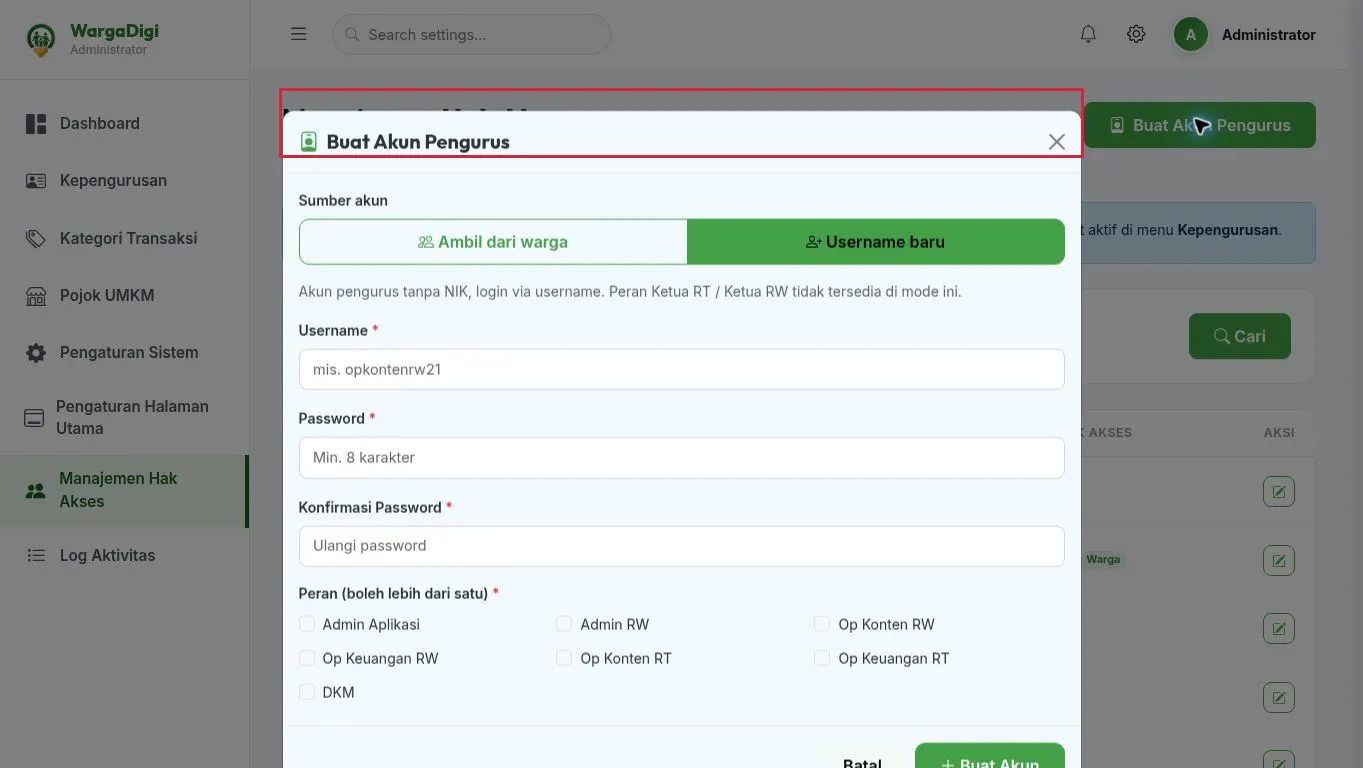 WargaDigi
Administrator
Search settings...
A
Administrator
Dashboard
Kepengurusan
Kategori Transaksi
Pojok UMKM
Pengaturan Sistem
Pengaturan Halaman
Utama
Manajemen Hak
Akses
Log Aktivitas
Buat Akun Pengurus
Buat Akun Pengurus
Sumber akun
Ambil dari warga
Username baru
Akun pengurus tanpa NIK, login via username. Peran Ketua RT / Ketua RW tidak tersedia di mode ini.
Username *
mis. opkontenrw21
Password *
Min. 8 karakter
Konfirmasi Password *
Ulangi password
Peran (boleh lebih dari satu) *
Admin Aplikasi
Admin RW
Op Konten RW
Op Keuangan RW
Op Konten RT
Op Keuangan RT
DKM
Batal
+ Buat Akun
aktif di menu Kepengurusan.
Cari
AKSES
AKSI
Warga